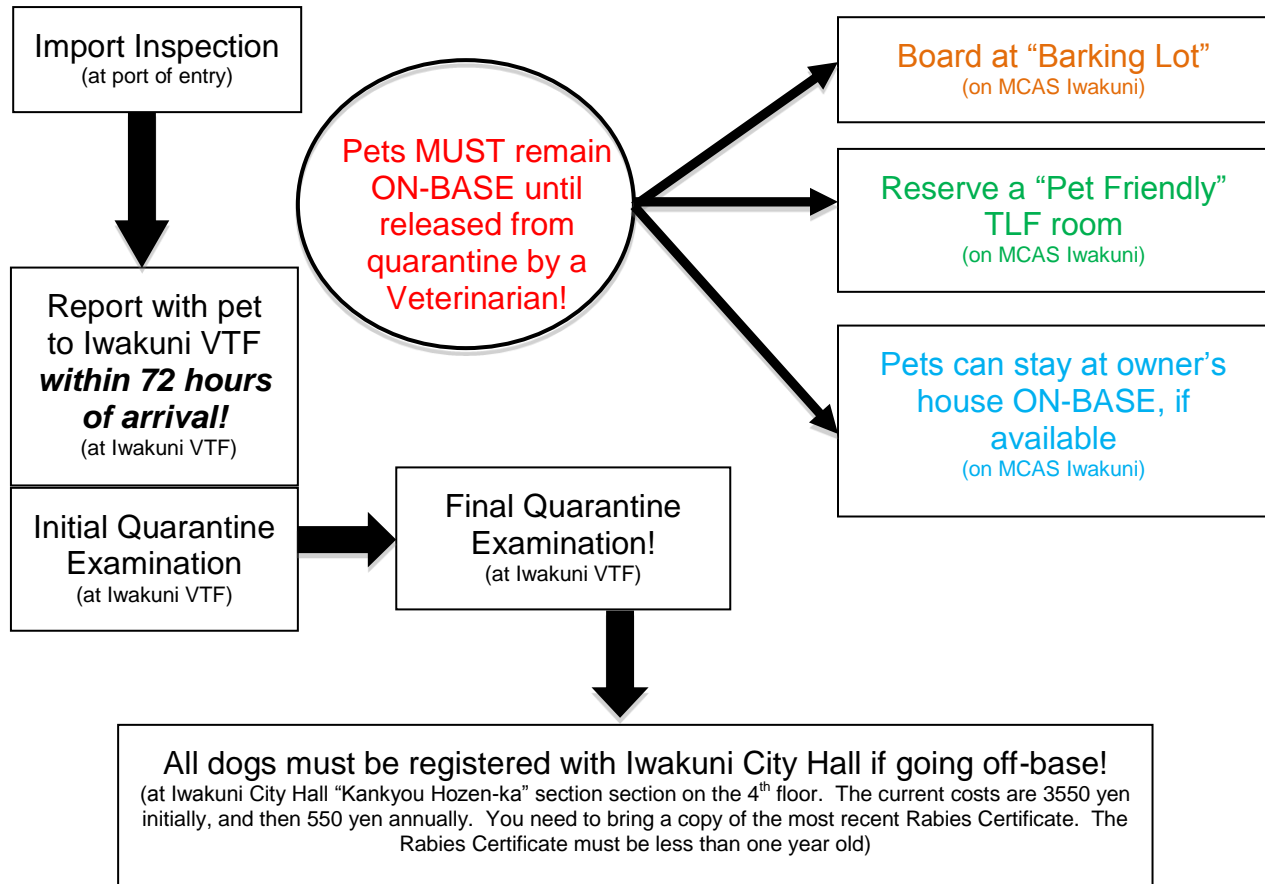 Import Inspection
(at port of entry)
Report with pet
to Iwakuni VTF
within 72 hours
of arrival!
(at Iwakuni VTF)
Initial Quarantine
Examination
(at Iwakuni VTF)
Final Quarantine
Examination!
(at Iwakuni VTF)
Pets MUST remain
ON-BASE until
released from
quarantine by a
Veterinarian!
Board at “Barking Lot”
(on MCAS Iwakuni)
Reserve a “Pet Friendly”
TLF room
(on MCAS Iwakuni)
Pets can stay at owner’s
house ON-BASE, if
available
(on MCAS Iwakuni)
All dogs must be registered with Iwakuni City Hall if going off-base!
(at Iwakuni City Hall “Kankyou Hozen-ka” section section on the 4th floor.  The current costs are 3550 yen
initially, and then 550 yen annually.  You need to bring a copy of the most recent Rabies Certificate.  The
Rabies Certificate must be less than one year old)